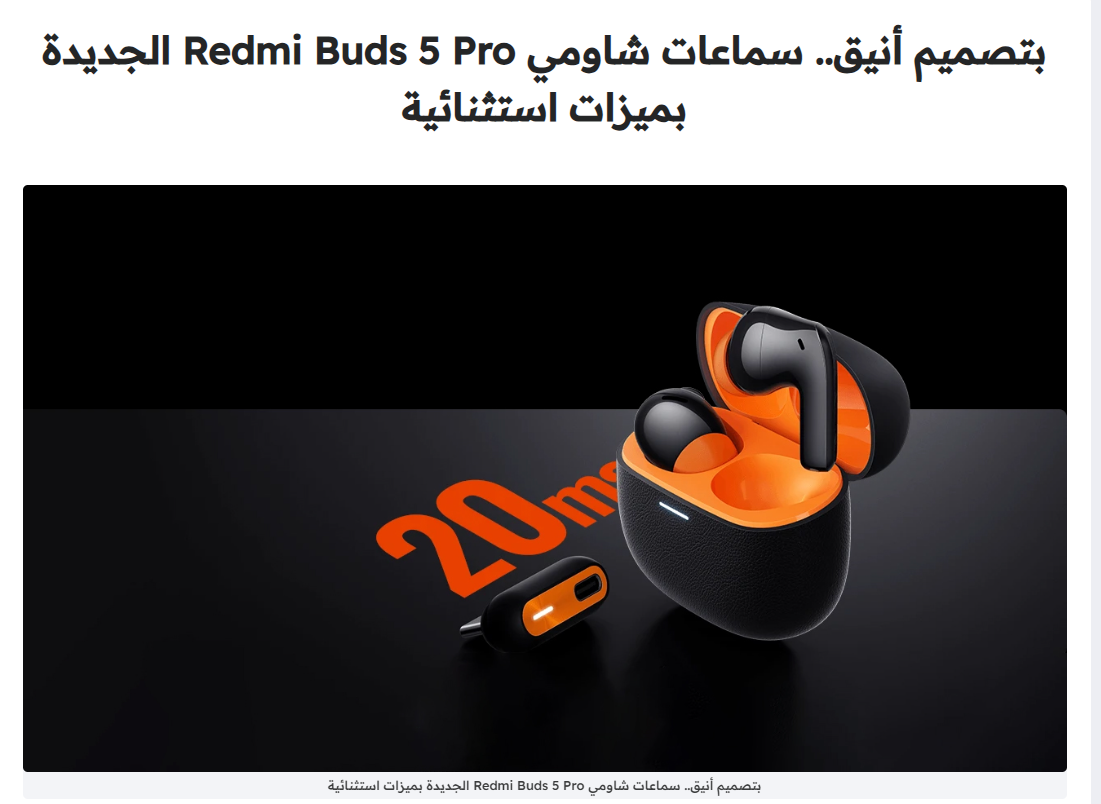 بتصميم أنيق.. سماعات شاومي Redmi Buds 5 Pro الجديدة
بميزات استثنائية
20ms
بتصميم أنيق.. سماعات شاومي Redmi Buds 5 Pro الجديدة بميزات استثنائية